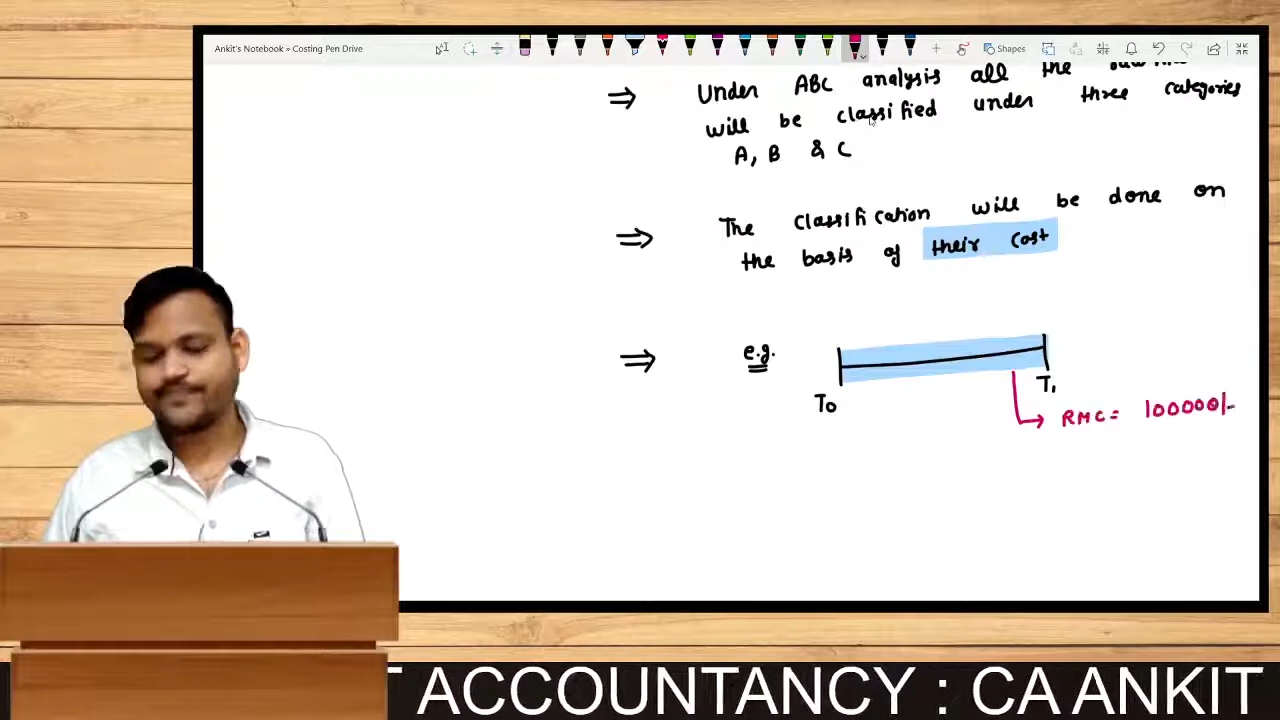 Ankit's Notebook » Costing Pen Drive
Shapes
⇒ Under ABC analysis all the
will be classified under three categories
A, B & C
⇒ The classification will be done on
the basis of their cost
⇒ e.g.
T0
T1
RMC = 100000/-
T ACCOUNTANCY : CA ANKIT